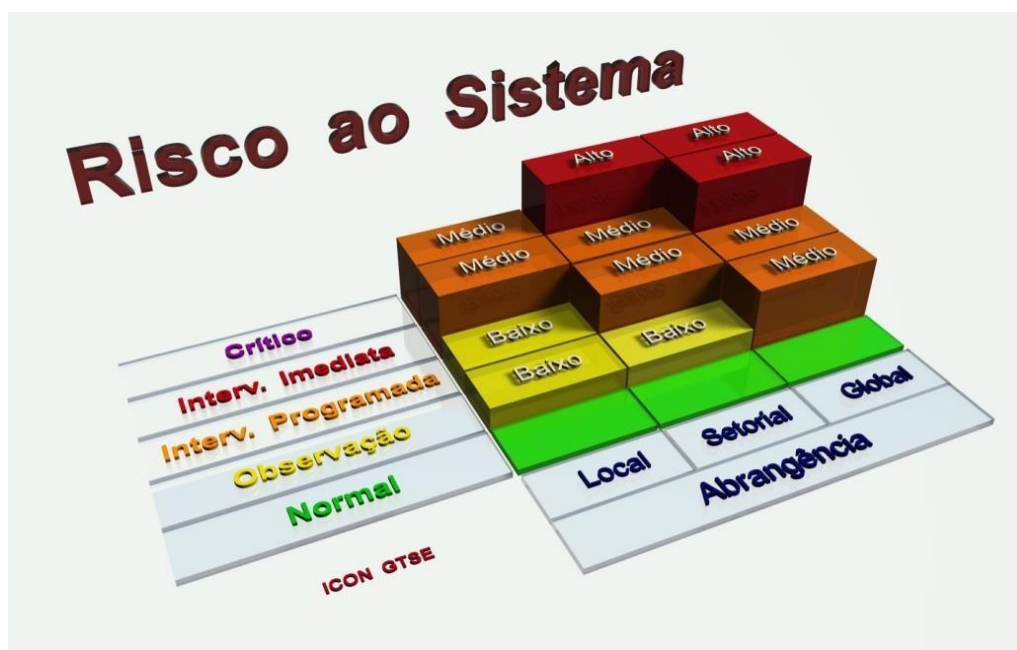 Risco ao Sistema
Alto
Alto
Alto
Médio
Médio
Médio
Médio
Médio
Médio
Baixo
Baixo
Baixo
Crítico
Interv. Imediata
Interv. Programada
Observação
Normal
Local
Setorial
Global
Abrangência
ICON GTSE